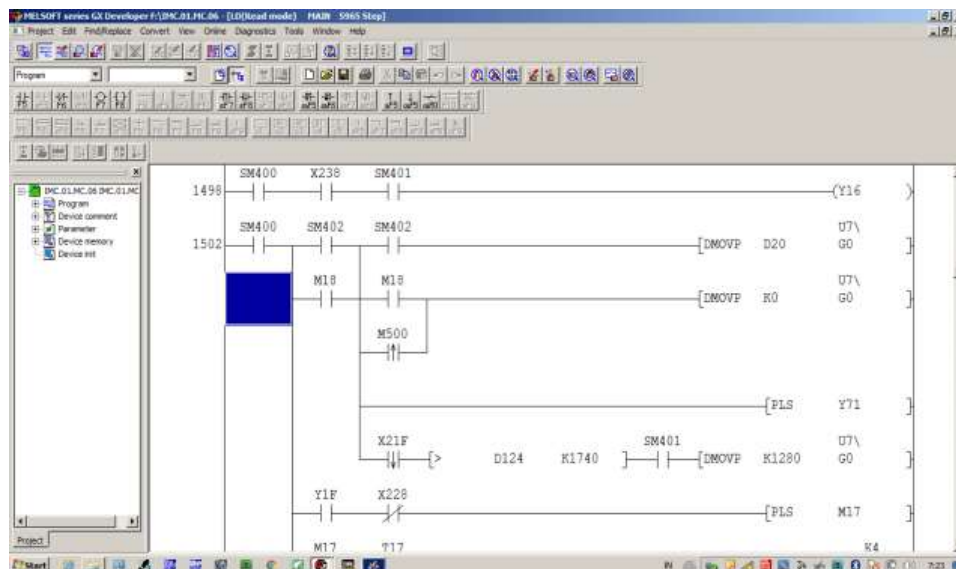 MELSOFT series GX Developer F:\IMC.01.MC.06 - [LD(Read mode)   MAIN   5965 Step]
Project Edit Find/Replace Convert View Online Diagnostics Tools Window Help
Program
SM400 X238 SM401
1498 (Y16 )
SM400 SM402 SM402 U7\
1502 [DMOVP D20 G0 ]
M18 M18 U7\
[DMOVP K0 G0 ]
M500
[PLS Y71 ]
X21F SM401 U7\
[> D124 K1740 ] [DMOVP K1280 G0 ]
Y1F X228
[PLS M17 ]
M17 T17 K4
IMC.01.MC.06 IMC.01.MC
Program
Device comment
Parameter
Device memory
Device init
Project
Start IN 7:23